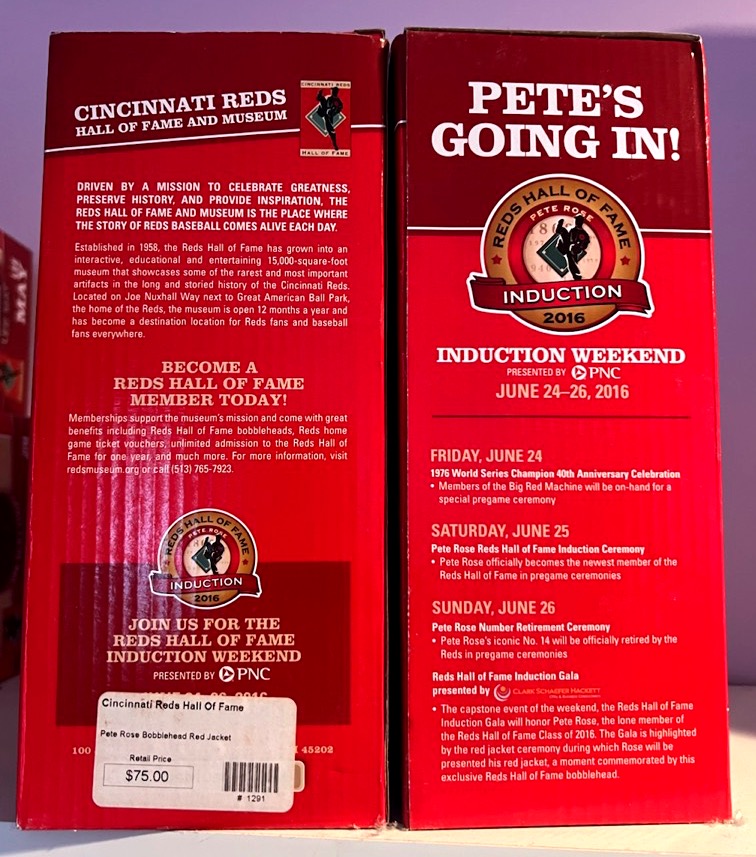 CINCINNATI REDS
HALL OF FAME AND MUSEUM
CINCINNATI REDS
HALL OF FAME
DRIVEN BY A MISSION TO CELEBRATE GREATNESS,
PRESERVE HISTORY, AND PROVIDE INSPIRATION, THE
REDS HALL OF FAME AND MUSEUM IS THE PLACE WHERE
THE STORY OF REDS BASEBALL COMES ALIVE EACH DAY.
Established in 1958, the Reds Hall of Fame has grown into an
interactive, educational and entertaining 15,000-square-foot
museum that showcases some of the rarest and most important
artifacts in the long and storied history of the Cincinnati Reds.
Located on Joe Nuxhall Way next to Great American Ball Park,
the home of the Reds, the museum is open 12 months a year and
has become a destination location for Reds fans and baseball
fans everywhere.
BECOME A
REDS HALL OF FAME
MEMBER TODAY!
Memberships support the museum's mission and come with great
benefits including Reds Hall of Fame bobbleheads, Reds home
game ticket vouchers, unlimited admission to the Reds Hall of
Fame for one year, and much more. For more information, visit
redsmuseum.org or call (513) 765-7923.
REDS HALL OF FAME
PETE ROSE
INDUCTION
2016
JOIN US FOR THE
REDS HALL OF FAME
INDUCTION WEEKEND
PRESENTED BY PNC
Cincinnati Reds Hall Of Fame
Pete Rose Bobblehead Red Jacket
Retail Price
$75.00
# 1291
100
45202
PETE'S
GOING IN!
REDS HALL OF FAME
PETE ROSE
INDUCTION
2016
INDUCTION WEEKEND
PRESENTED BY PNC
JUNE 24–26, 2016
FRIDAY, JUNE 24
1976 World Series Champion 40th Anniversary Celebration
• Members of the Big Red Machine will be on-hand for a
special pregame ceremony
SATURDAY, JUNE 25
Pete Rose Reds Hall of Fame Induction Ceremony
• Pete Rose officially becomes the newest member of the
Reds Hall of Fame in pregame ceremonies
SUNDAY, JUNE 26
Pete Rose Number Retirement Ceremony
• Pete Rose's iconic No. 14 will be officially retired by the
Reds in pregame ceremonies
Reds Hall of Fame Induction Gala
presented by CLARK SCHAEFER HACKETT
• The capstone event of the weekend, the Reds Hall of Fame
Induction Gala will honor Pete Rose, the lone member of
the Reds Hall of Fame Class of 2016. The Gala is highlighted
by the red jacket ceremony during which Rose will be
presented his red jacket, a moment commemorated by this
exclusive Reds Hall of Fame bobblehead.